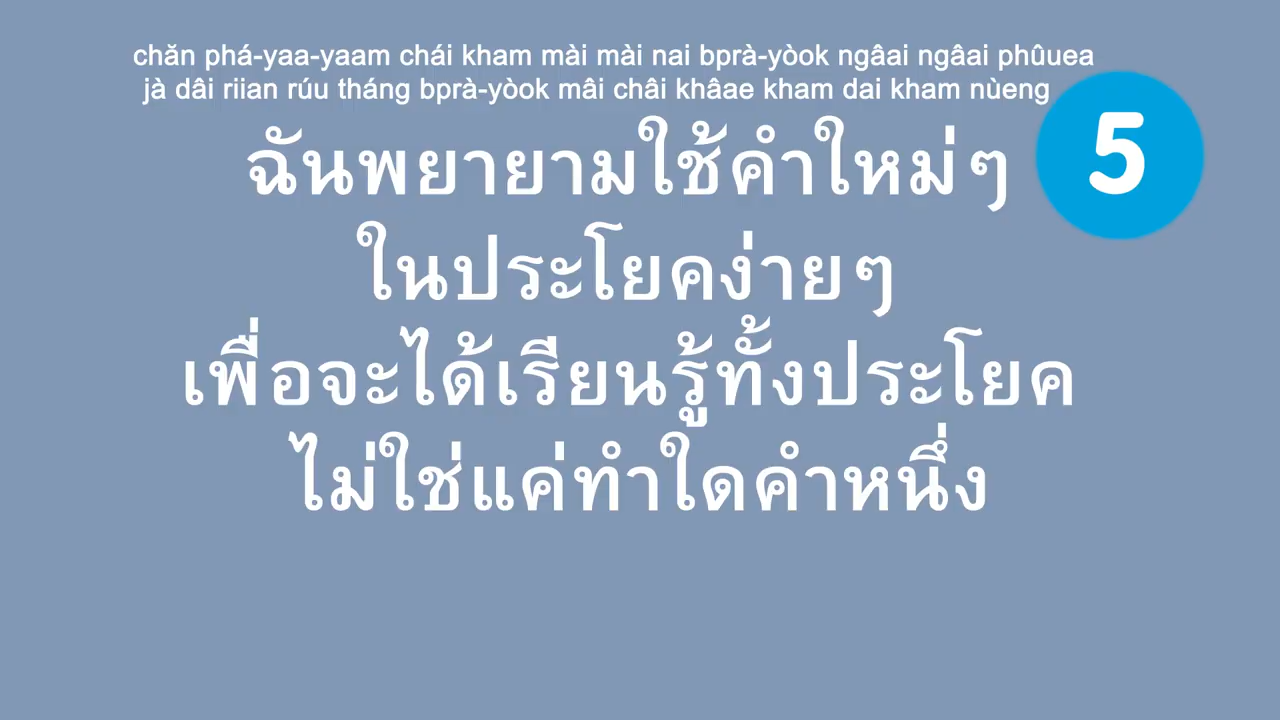 chăn phá-yaa-yaam chái kham mài mài nai bprà-yòok ngâai ngâai phûuea
jà dâi riian rúu tháng bprà-yòok mâi châi khâae kham dai kham nùeng
5
ฉันพยายามใช้คำใหม่ๆ
ในประโยคง่ายๆ
เพื่อจะได้เรียนรู้ทั้งประโยค
ไม่ใช่แค่ทำใดคำหนึ่ง